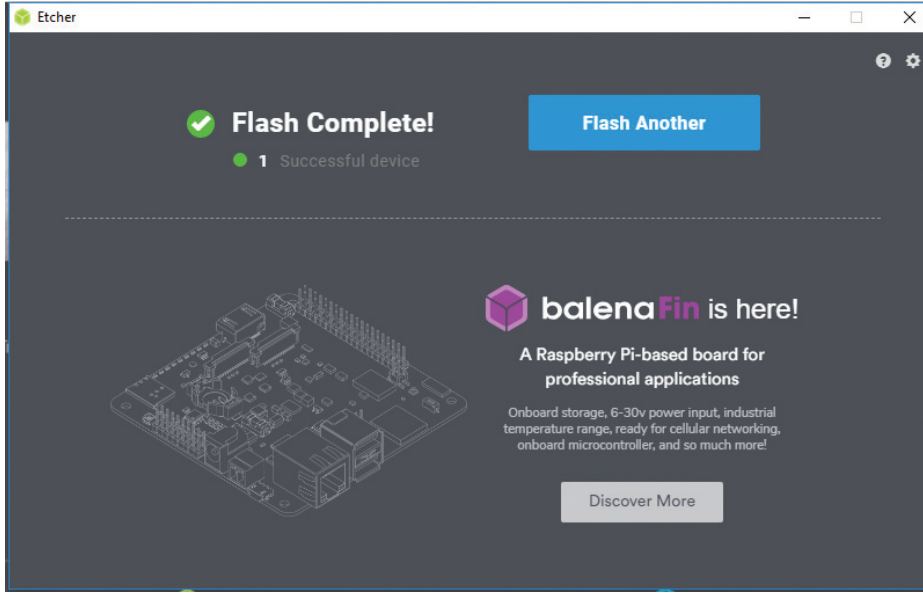 Etcher
Flash Complete!
Flash Another
1 Successful device
balenaFin is here!
A Raspberry Pi-based board for
professional applications
Onboard storage, 6-30v power input, industrial
temperature range, ready for cellular networking,
onboard microcontroller, and so much more!
Discover More